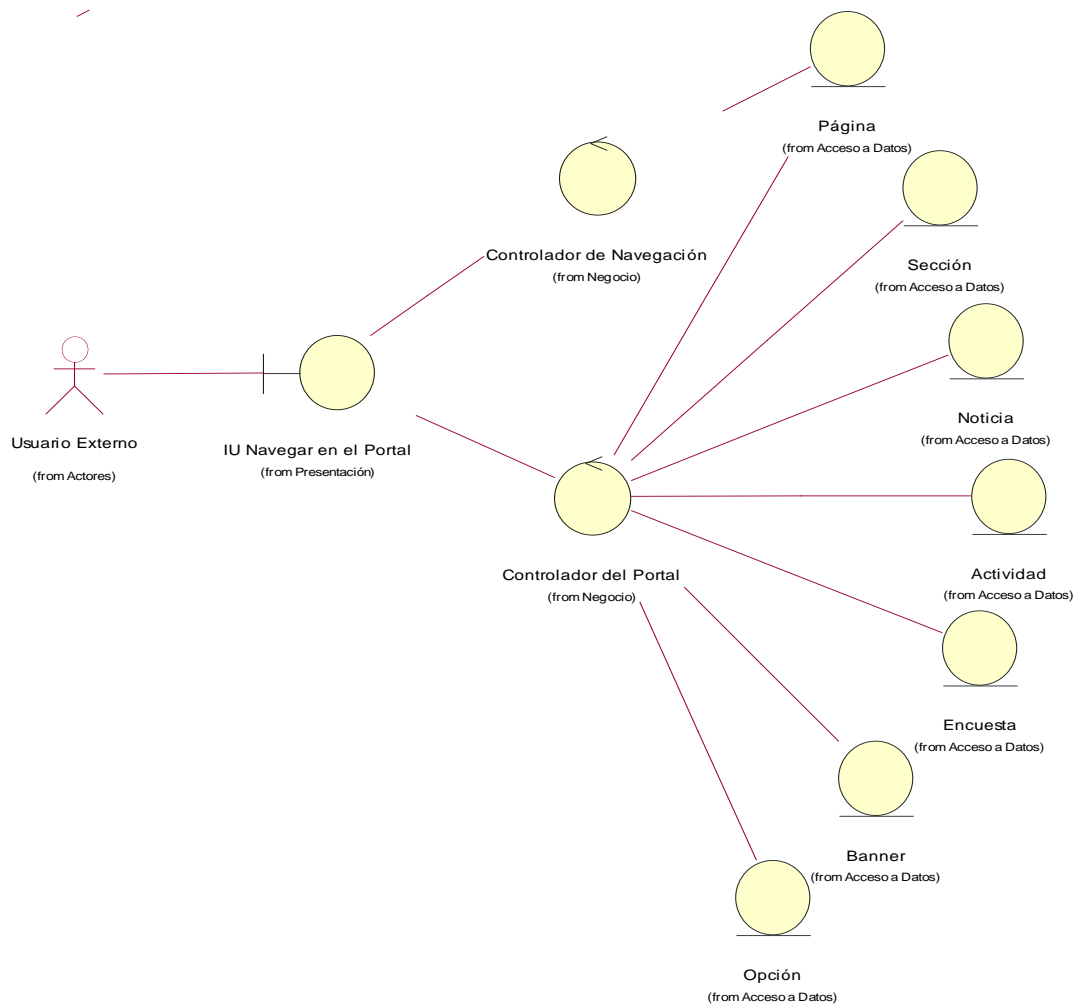 Página
(from Acceso a Datos)
Controlador de Navegación
(from Negocio)
Sección
(from Acceso a Datos)
Noticia
(from Acceso a Datos)
Usuario Externo
(from Actores)
IU Navegar en el Portal
(from Presentación)
Controlador del Portal
(from Negocio)
Actividad
(from Acceso a Datos)
Encuesta
(from Acceso a Datos)
Banner
(from Acceso a Datos)
Opción
(from Acceso a Datos)